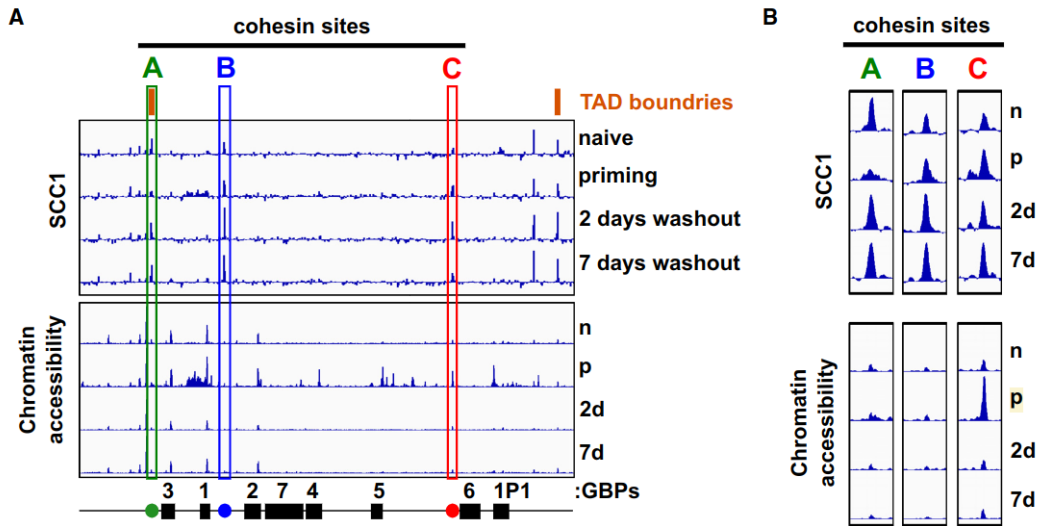 A
cohesin sites
A B C
TAD boundries
SCC1
naive
priming
2 days washout
7 days washout
Chromatin
accessibility
n
p
2d
7d
3 1 2 7 4 5 6 1P1 :GBPs
B
cohesin sites
A B C
SCC1
n
p
2d
7d
Chromatin
accessibility
n
p
2d
7d